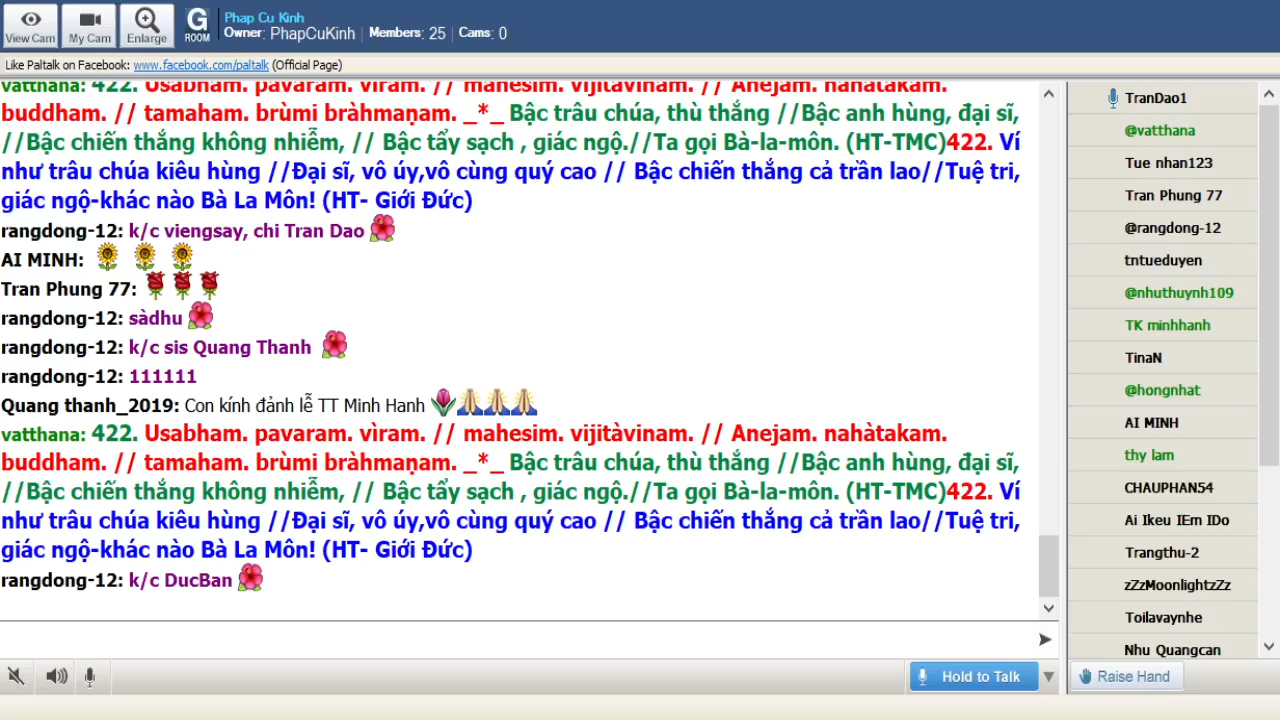 View Cam
My Cam
Enlarge
G
ROOM
Phap Cu Kinh
Owner: PhapCuKinh | Members: 25 | Cams: 0
Like Paltalk on Facebook: www.facebook.com/paltalk (Official Page)
vatthana: 422. Usabham. pavaram. vìram. // mahesim. vijitàvinam. // Anejam. nahàtakam.
buddham. // tamaham. brùmi bràhmaṇam. _*_ Bậc trâu chúa, thù thắng //Bậc anh hùng, đại sĩ,
//Bậc chiến thắng không nhiễm, // Bậc tẩy sạch , giác ngộ.//Ta gọi Bà-la-môn. (HT-TMC)422. Ví
như trâu chúa kiêu hùng //Đại sĩ, vô úy,vô cùng quý cao // Bậc chiến thắng cả trần lao//Tuệ tri,
giác ngộ-khác nào Bà La Môn! (HT- Giới Đức)
rangdong-12: k/c viengsay, chi Tran Dao
AI MINH:
Tran Phung 77:
rangdong-12: sàdhu
rangdong-12: k/c sis Quang Thanh
rangdong-12: 111111
Quang thanh_2019: Con kính đảnh lễ TT Minh Hanh
vatthana: 422. Usabham. pavaram. vìram. // mahesim. vijitàvinam. // Anejam. nahàtakam.
buddham. // tamaham. brùmi bràhmaṇam. _*_ Bậc trâu chúa, thù thắng //Bậc anh hùng, đại sĩ,
//Bậc chiến thắng không nhiễm, // Bậc tẩy sạch , giác ngộ.//Ta gọi Bà-la-môn. (HT-TMC)422. Ví
như trâu chúa kiêu hùng //Đại sĩ, vô úy,vô cùng quý cao // Bậc chiến thắng cả trần lao//Tuệ tri,
giác ngộ-khác nào Bà La Môn! (HT- Giới Đức)
rangdong-12: k/c DucBan
TranDao1
@vatthana
Tue nhan123
Tran Phung 77
@rangdong-12
tntueduyen
@nhuthuynh109
TK minhhanh
TinaN
@hongnhat
AI MINH
thy lam
CHAUPHAN54
Ai Ikeu IEm IDo
Trangthu-2
zZzMoonlightzZz
Toilavaynhe
Nhu Quangcan
Hold to Talk
Raise Hand